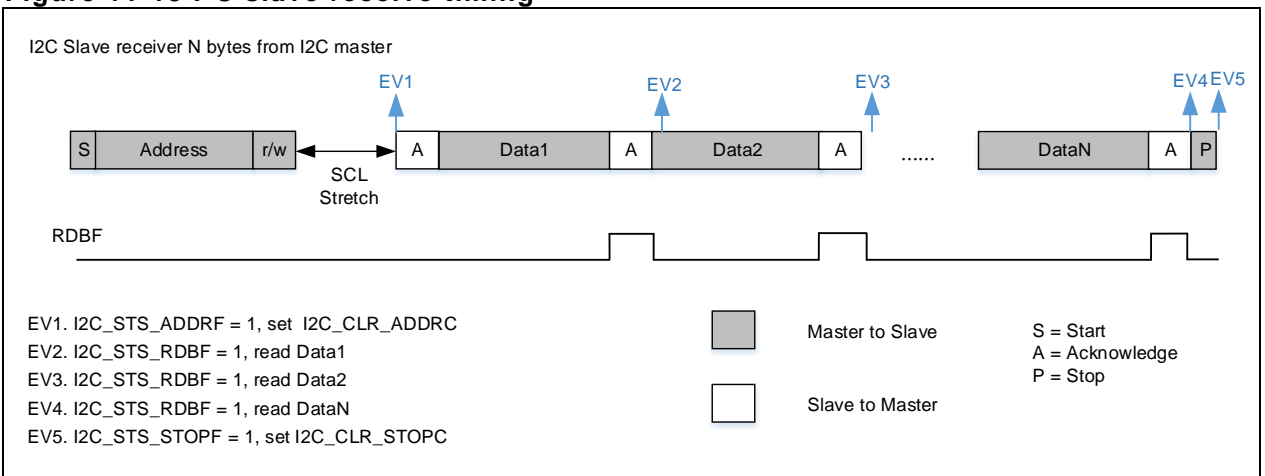 I2C Slave receiver N bytes from I2C master
EV1 EV2 EV3 EV4 EV5
S Address r/w A Data1 A Data2 A ...... DataN A P
SCL
Stretch
RDBF
EV1. I2C_STS_ADDRF = 1, set I2C_CLR_ADDRC
EV2. I2C_STS_RDBF = 1, read Data1
EV3. I2C_STS_RDBF = 1, read Data2
EV4. I2C_STS_RDBF = 1, read DataN
EV5. I2C_STS_STOPF = 1, set I2C_CLR_STOPC
Master to Slave
Slave to Master
S = Start
A = Acknowledge
P = Stop